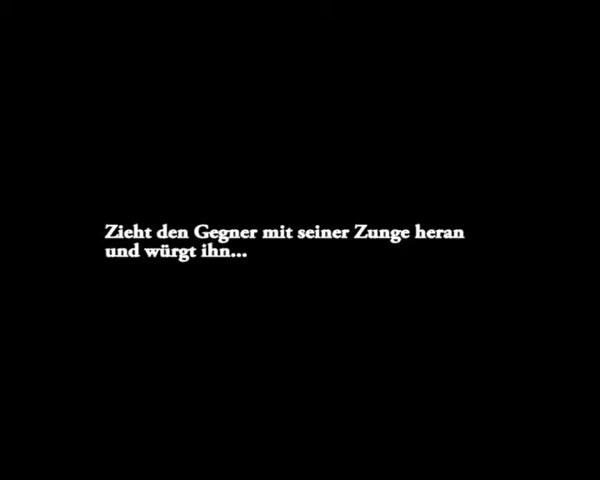 Zieht den Gegner mit seiner Zunge heran
und würgt ihn...